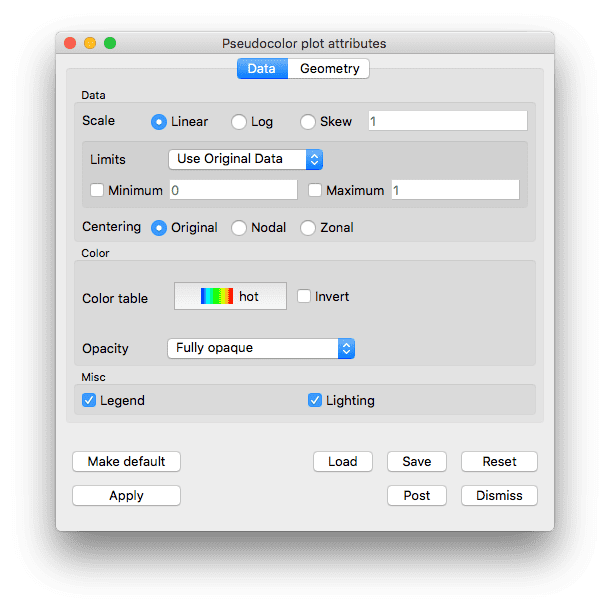 Pseudocolor plot attributes
Data Geometry
Data
Scale Linear Log Skew 1
Limits Use Original Data
Minimum 0 Maximum 1
Centering Original Nodal Zonal
Color
Color table hot Invert
Opacity Fully opaque
Misc
Legend Lighting
Make default Load Save Reset
Apply Post Dismiss